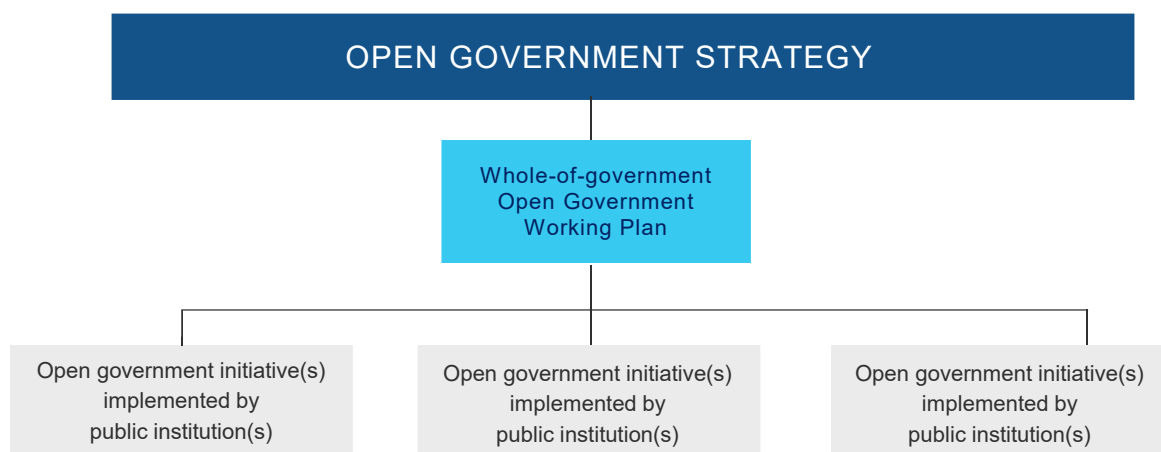 OPEN GOVERNMENT STRATEGY
Whole-of-government
Open Government
Working Plan
Open government initiative(s)
implemented by
public institution(s)
Open government initiative(s)
implemented by
public institution(s)
Open government initiative(s)
implemented by
public institution(s)